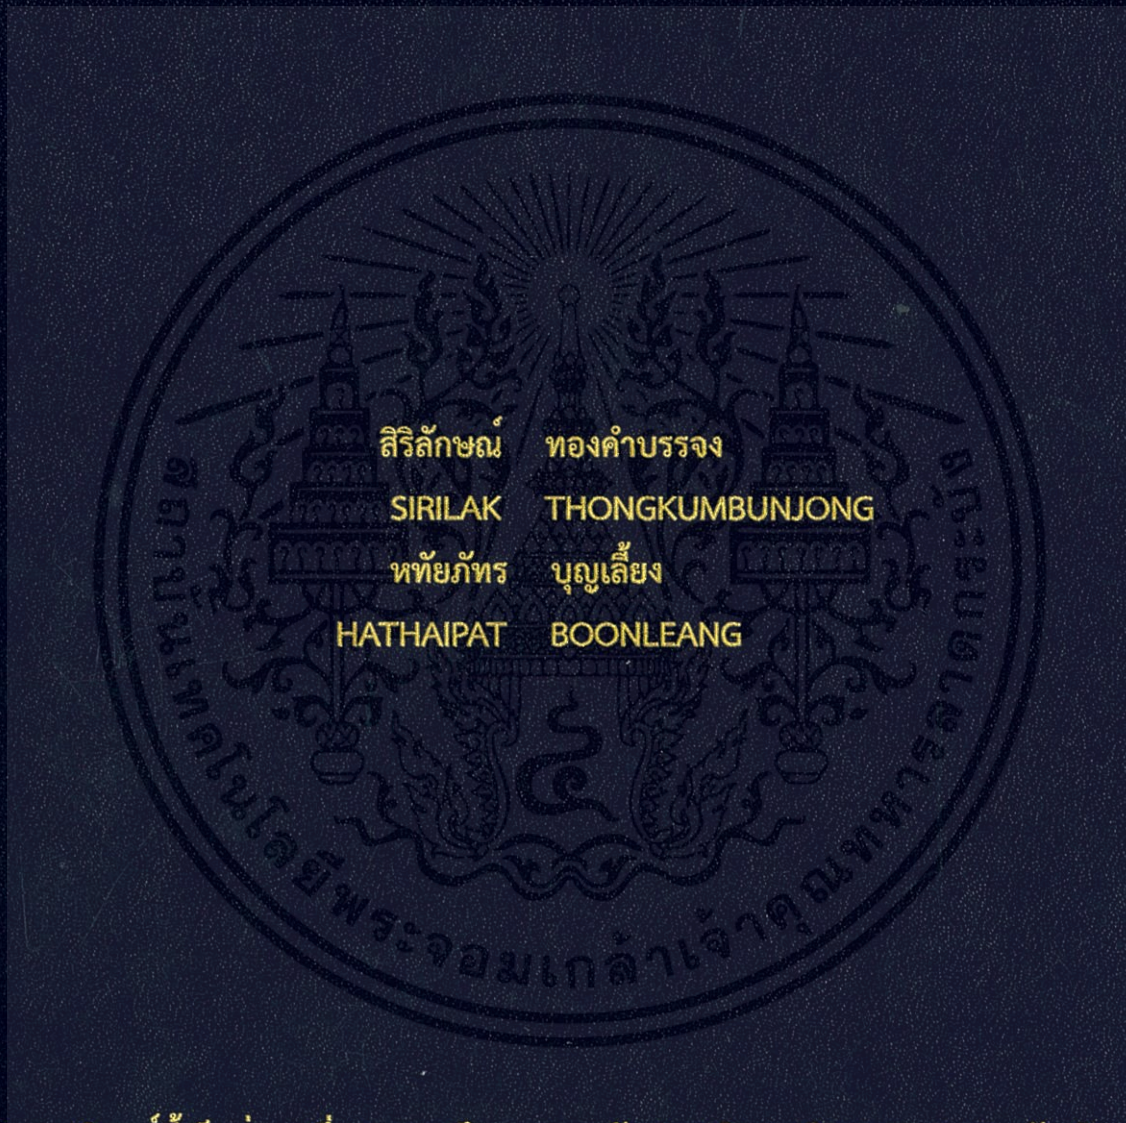 สิริลักษณ์ ทองคำบรรจง
SIRILAK THONGKUMBUNJONG
หทัยภัทร บุญเลี้ยง
HATHAIPAT BOONLEANG
สถาบันเทคโนโลยีพระจอมเกล้าเจ้าคุณทหารลาดกระบัง